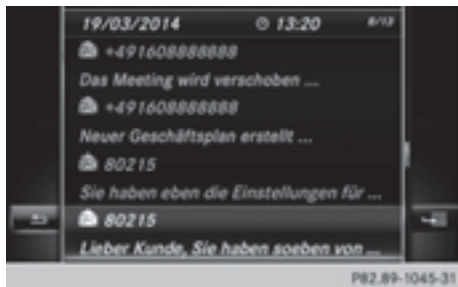 19/03/2014 13:20 8/13
+491608888888
Das Meeting wird verschoben ...
+491608888888
Neuer Geschäftsplan erstellt ...
80215
Sie haben eben die Einstellungen für ...
80215
Lieber Kunde, Sie haben soeben von ...
P82.89-1045-31